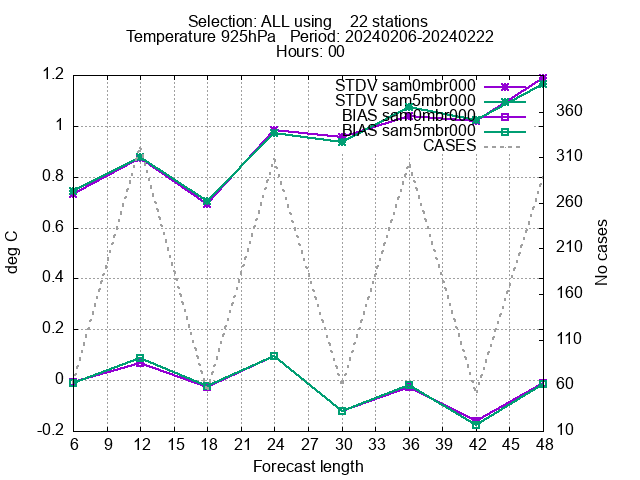 Selection: ALL using    22 stations
Temperature 925hPa   Period: 20240206-20240222
Hours: 00
STDV sam0mbr000
STDV sam5mbr000
BIAS sam0mbr000
BIAS sam5mbr000
CASES
deg C
1.2
1
0.8
0.6
0.4
0.2
0
-0.2
No cases
360
310
260
210
160
110
60
10
6 9 12 15 18 21 24 27 30 33 36 39 42 45 48
Forecast length